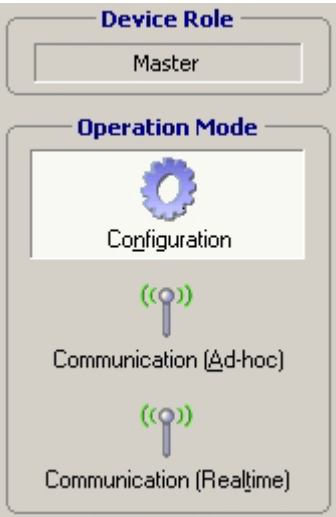 Device Role
Master
Operation Mode
Configuration
Communication (Ad-hoc)
Communication (Realtime)